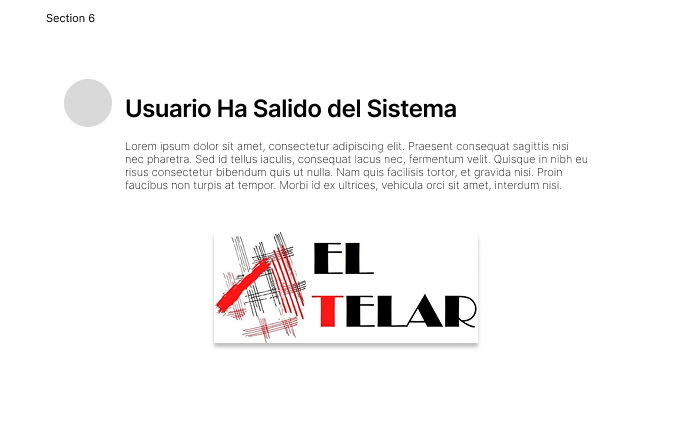 Section 6
Usuario Ha Salido del Sistema
Lorem ipsum dolor sit amet, consectetur adipiscing elit. Praesent consequat sagittis nisi
nec pharetra. Sed id tellus iaculis, consequat lacus nec, fermentum velit. Quisque in nibh eu
risus consectetur bibendum quis ut nulla. Nam quis facilisis tortor, et gravida nisi. Proin
faucibus non turpis at tempor. Morbi id ex ultrices, vehicula orci sit amet, interdum nisi.
EL
TELAR